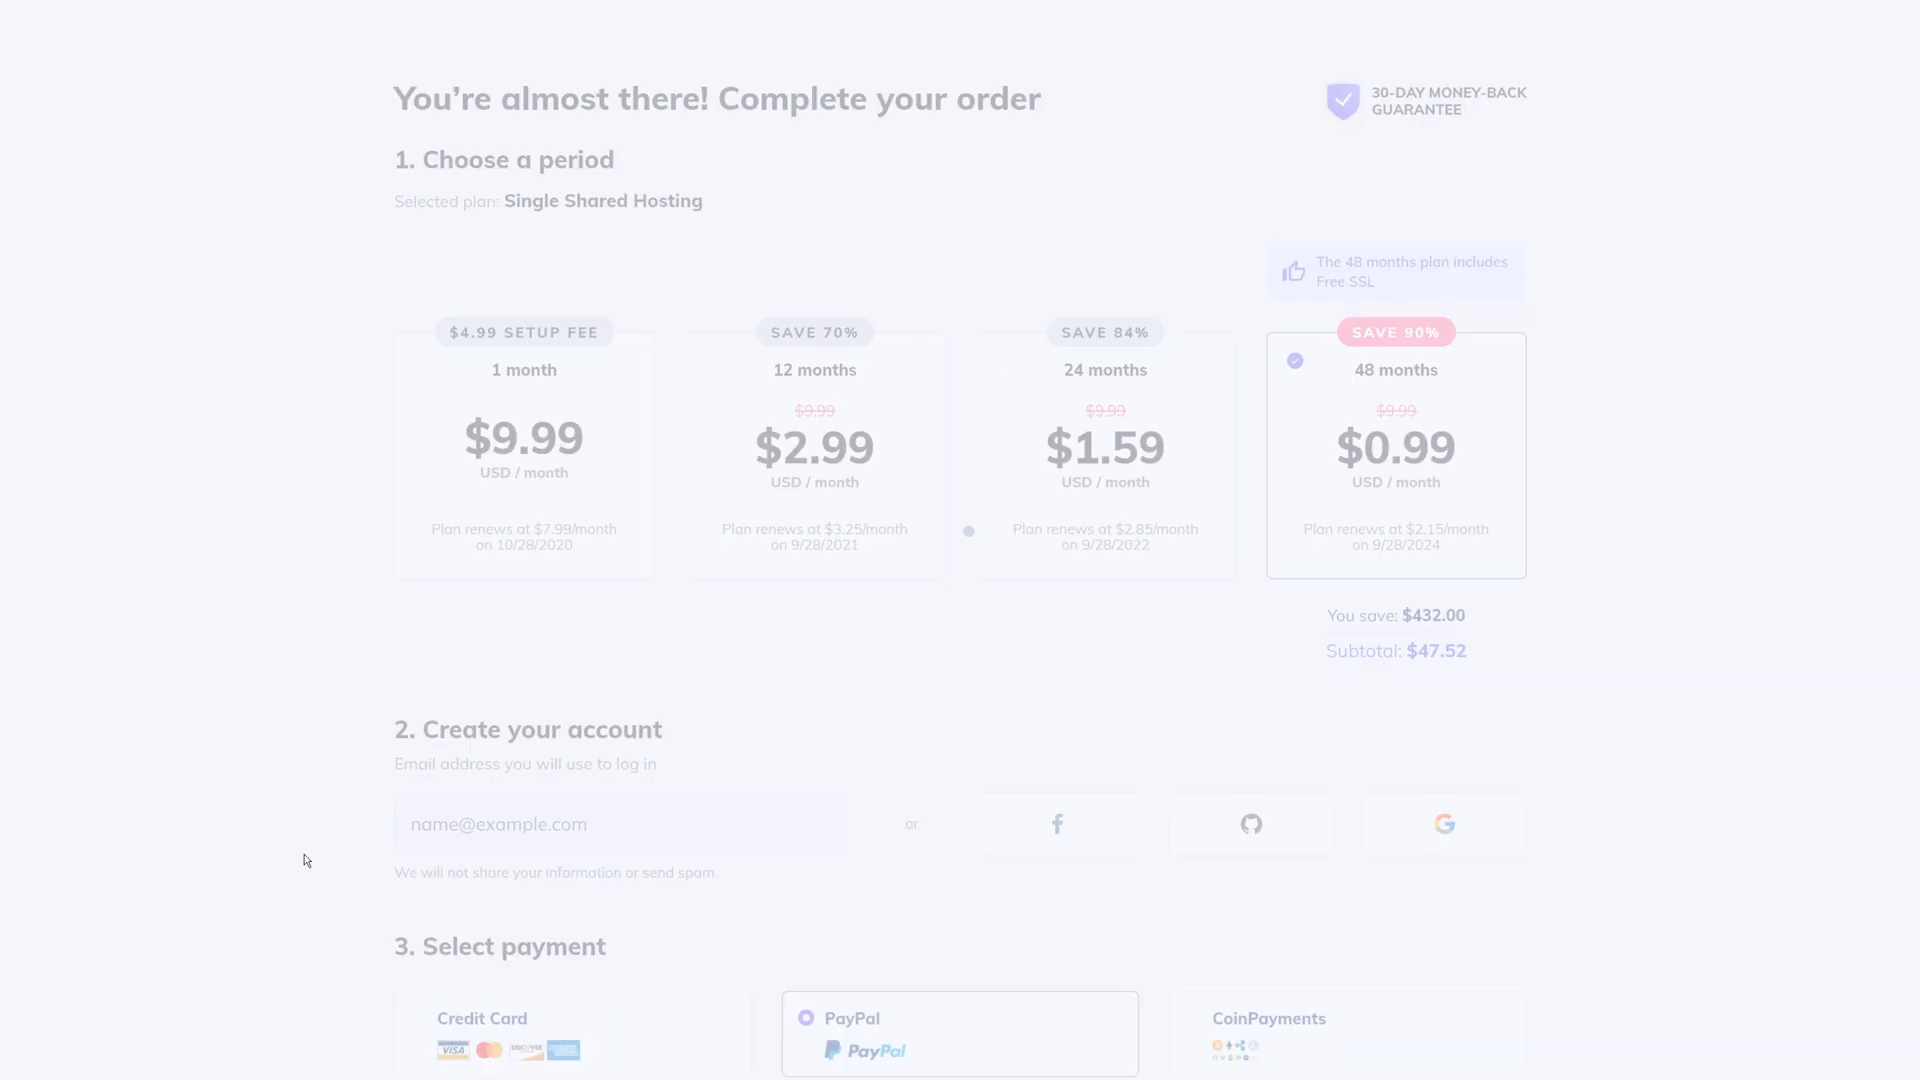 You're almost there! Complete your order
30-DAY MONEY-BACK
GUARANTEE
1. Choose a period
Selected plan: Single Shared Hosting
The 48 months plan includes
Free SSL
$4.99 SETUP FEE
1 month
$9.99
USD / month
Plan renews at $7.99/month
on 10/28/2020
SAVE 70%
12 months
$9.99
$2.99
USD / month
Plan renews at $3.25/month
on 9/28/2021
SAVE 84%
24 months
$9.99
$1.59
USD / month
Plan renews at $2.85/month
on 9/28/2022
SAVE 90%
48 months
$9.99
$0.99
USD / month
Plan renews at $2.15/month
on 9/28/2024
You save: $432.00
Subtotal: $47.52
2. Create your account
Email address you will use to log in
name@example.com
or
We will not share your information or send spam.
3. Select payment
Credit Card
VISA
DISCOVER
PayPal
PayPal
CoinPayments